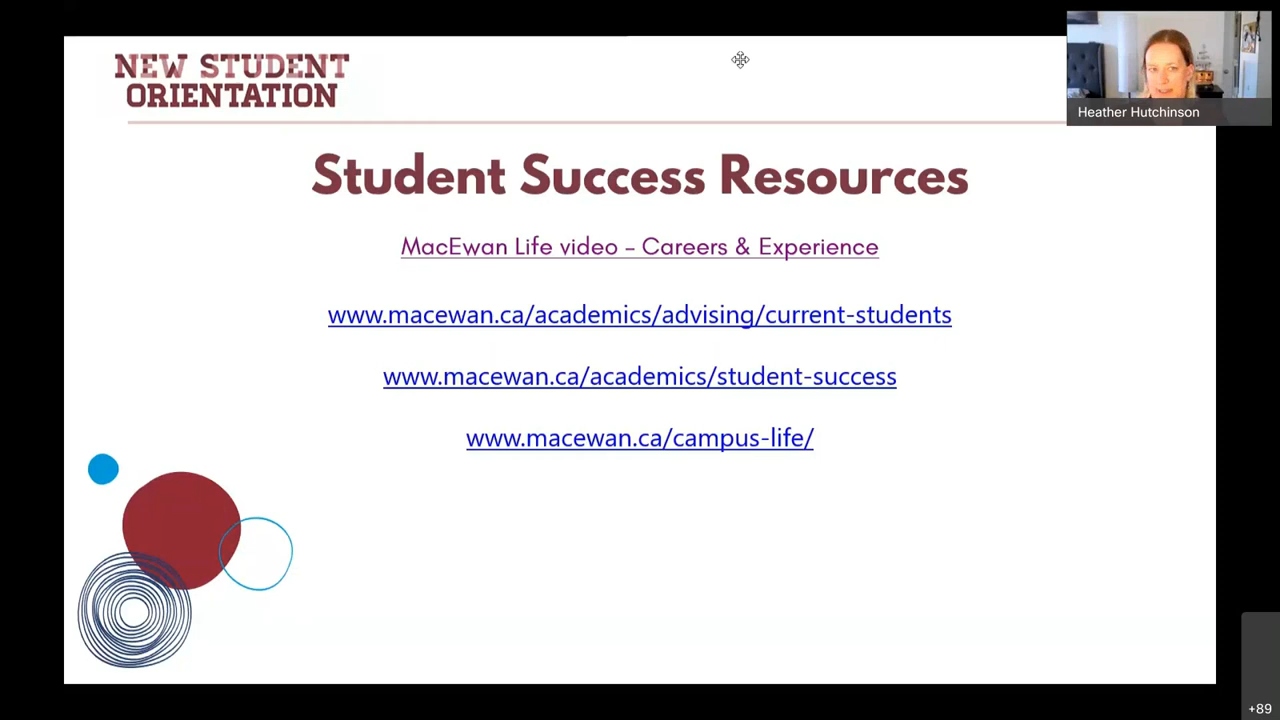 NEW STUDENT
ORIENTATION
Heather Hutchinson
Student Success Resources
MacEwan Life video – Careers & Experience
www.macewan.ca/academics/advising/current-students
www.macewan.ca/academics/student-success
www.macewan.ca/campus-life/
+89